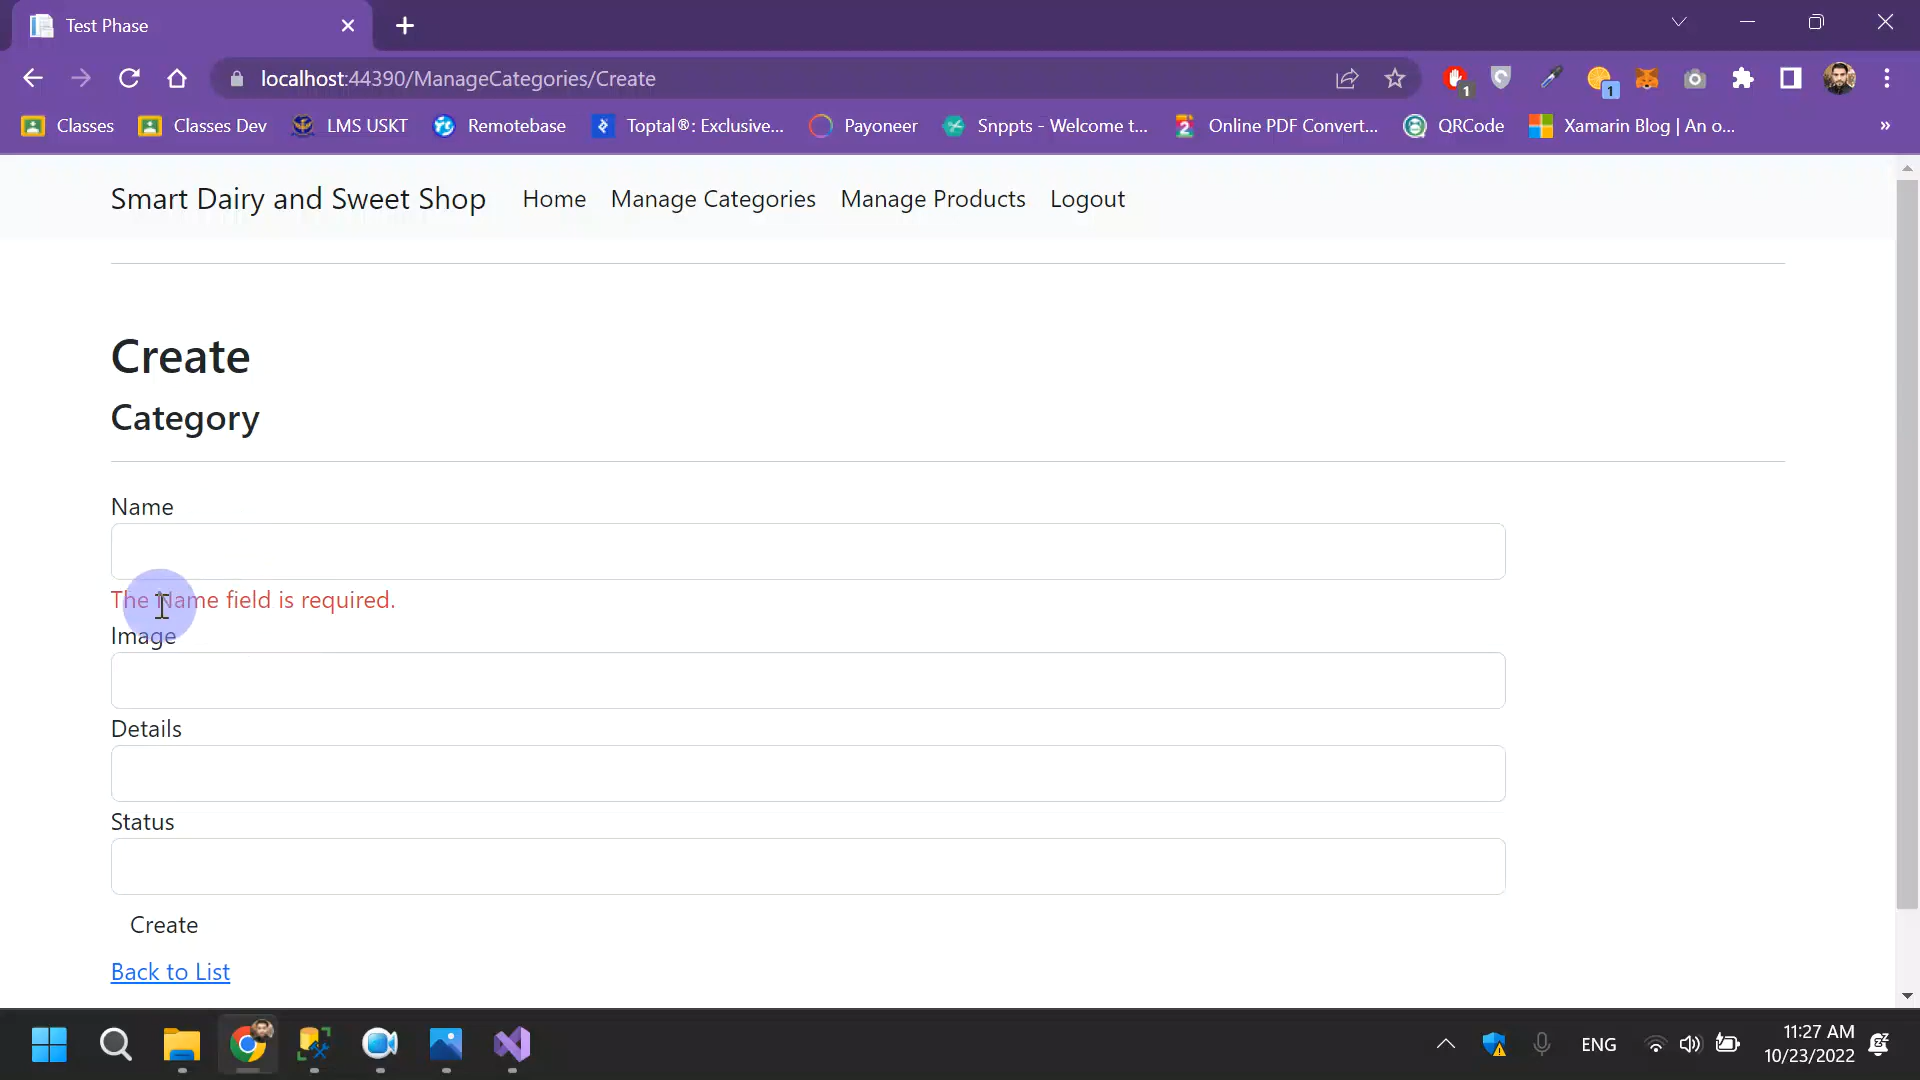 Test Phase
localhost:44390/ManageCategories/Create
1
1
Classes
Classes Dev
LMS USKT
Remotebase
Toptal®: Exclusive...
Payoneer
Snppts - Welcome t...
Online PDF Convert...
QRCode
Xamarin Blog | An o...
»
Smart Dairy and Sweet Shop
Home
Manage Categories
Manage Products
Logout
Create
Category
Name
The Name field is required.
Image
Details
Status
Create
Back to List
ENG
11:27 AM
10/23/2022